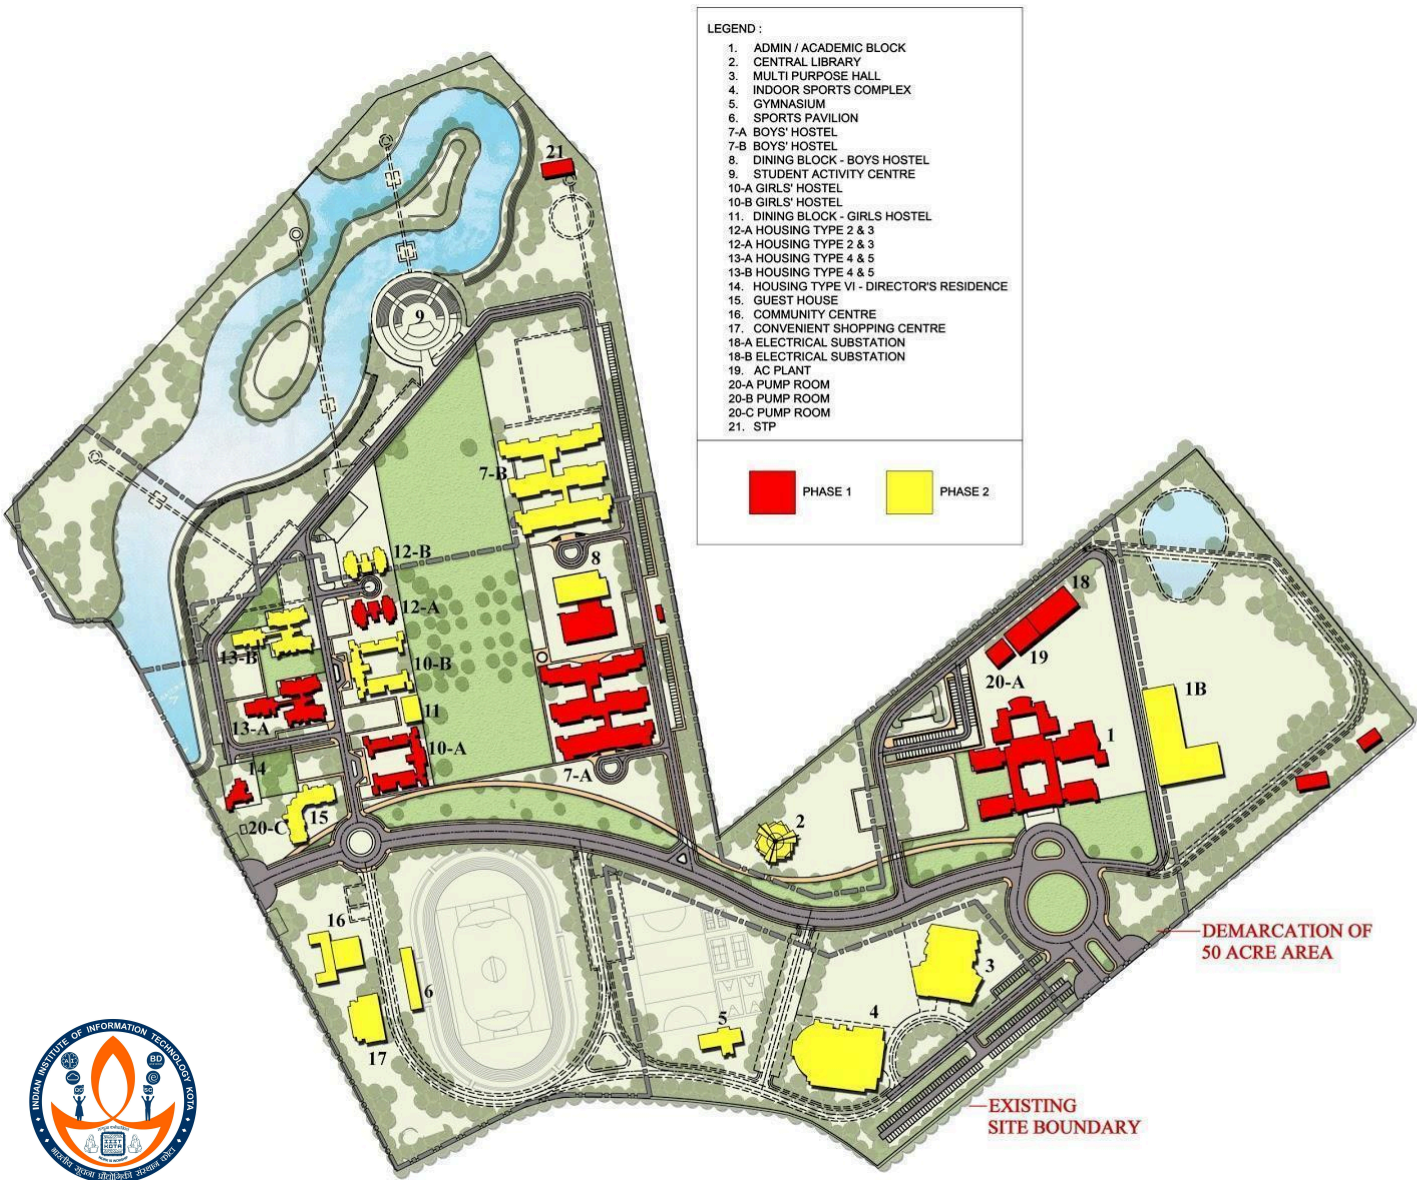 LEGEND :
1. ADMIN / ACADEMIC BLOCK
2. CENTRAL LIBRARY
3. MULTI PURPOSE HALL
4. INDOOR SPORTS COMPLEX
5. GYMNASIUM
6. SPORTS PAVILION
7-A BOYS' HOSTEL
7-B BOYS' HOSTEL
8. DINING BLOCK - BOYS HOSTEL
9. STUDENT ACTIVITY CENTRE
10-A GIRLS' HOSTEL
10-B GIRLS' HOSTEL
11. DINING BLOCK - GIRLS HOSTEL
12-A HOUSING TYPE 2 & 3
12-A HOUSING TYPE 2 & 3
13-A HOUSING TYPE 4 & 5
13-B HOUSING TYPE 4 & 5
14. HOUSING TYPE VI - DIRECTOR'S RESIDENCE
15. GUEST HOUSE
16. COMMUNITY CENTRE
17. CONVENIENT SHOPPING CENTRE
18-A ELECTRICAL SUBSTATION
18-B ELECTRICAL SUBSTATION
19. AC PLANT
20-A PUMP ROOM
20-B PUMP ROOM
20-C PUMP ROOM
21. STP
PHASE 1
PHASE 2
21
9
7-B
8
12-B
12-A
13-B
10-B
11
13-A
10-A
7-A
14
20-C
15
18
19
20-A
1B
1
2
16
6
17
5
4
3
DEMARCATION OF
50 ACRE AREA
EXISTING
SITE BOUNDARY
INDIAN INSTITUTE OF INFORMATION TECHNOLOGY KOTA
BD
भारतीय सूचना प्रौद्योगिकी संस्थान कोटा